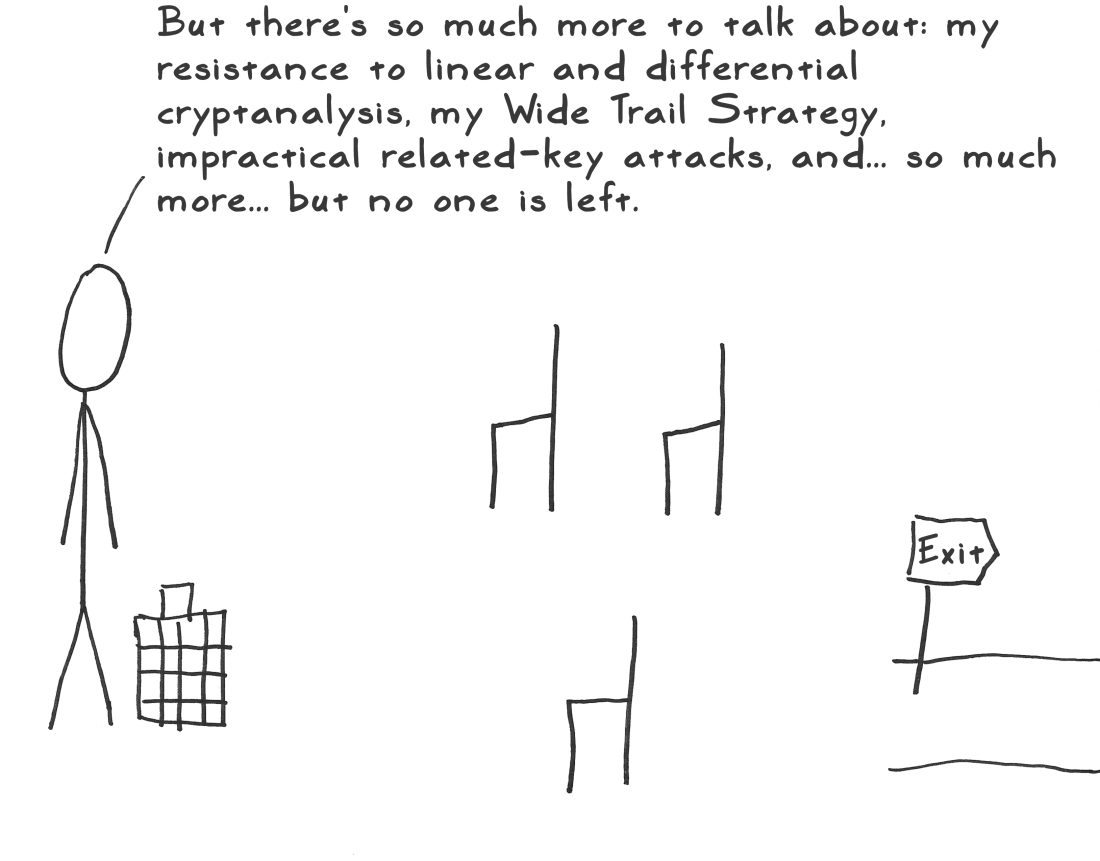 But there's so much more to talk about: my
resistance to linear and differential
cryptanalysis, my Wide Trail Strategy,
impractical related-key attacks, and... so much
more... but no one is left.
Exit